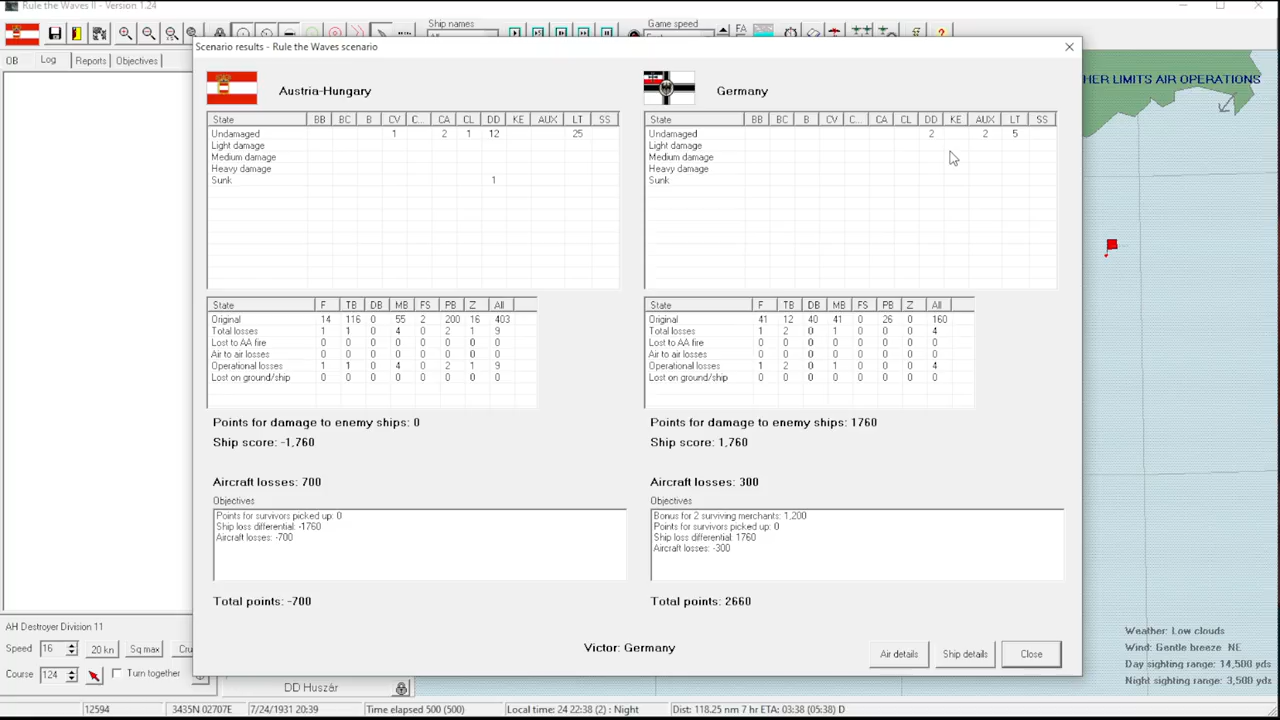 Rule the Waves II - Version 1.24
Ship names
Game speed
FA
OB Log Reports Objectives
Scenario results - Rule the Waves scenario
HER LIMITS AIR OPERATIONS
Austria-Hungary
State BB BC B CV C... CA CL DD KE AUX LT SS
Undamaged 1 2 1 12 25
Light damage
Medium damage
Heavy damage
Sunk 1
State F TB DB MB FS PB Z All
Original 14 116 0 55 2 200 16 403
Total losses 1 1 0 4 0 2 1 9
Lost to AA fire 0 0 0 0 0 0 0 0
Air to air losses 0 0 0 0 0 0 0 0
Operational losses 1 1 0 4 0 2 1 9
Lost on ground/ship 0 0 0 0 0 0 0 0
Points for damage to enemy ships: 0
Ship score: -1,760
Aircraft losses: 700
Objectives
Points for survivors picked up: 0
Ship loss differential: -1760
Aircraft losses: -700
Total points: -700
Germany
State BB BC B CV C... CA CL DD KE AUX LT SS
Undamaged 2 2 5
Light damage
Medium damage
Heavy damage
Sunk
State F TB DB MB FS PB Z All
Original 41 12 40 41 0 26 0 160
Total losses 1 2 0 1 0 0 0 4
Lost to AA fire 0 0 0 0 0 0 0 0
Air to air losses 0 0 0 0 0 0 0 0
Operational losses 1 2 0 1 0 0 0 4
Lost on ground/ship 0 0 0 0 0 0 0 0
Points for damage to enemy ships: 1760
Ship score: 1,760
Aircraft losses: 300
Objectives
Bonus for 2 surviving merchants: 1,200
Points for survivors picked up: 0
Ship loss differential: 1760
Aircraft losses: -300
Total points: 2660
Victor: Germany
Air details Ship details Close
AH Destroyer Division 11
Speed 16 20 kn Sq max Cru
Course 124 Turn together
DD Huszár
Weather: Low clouds
Wind: Gentle breeze NE
Day sighting range: 14,500 yds
Night sighting range: 3,500 yds
12594 3435N 02707E 7/24/1931 20:39 Time elapsed 500 (500) Local time: 24 22:38 (2) : Night Dist: 118.25 nm 7 hr ETA: 03:38 (05:38) D